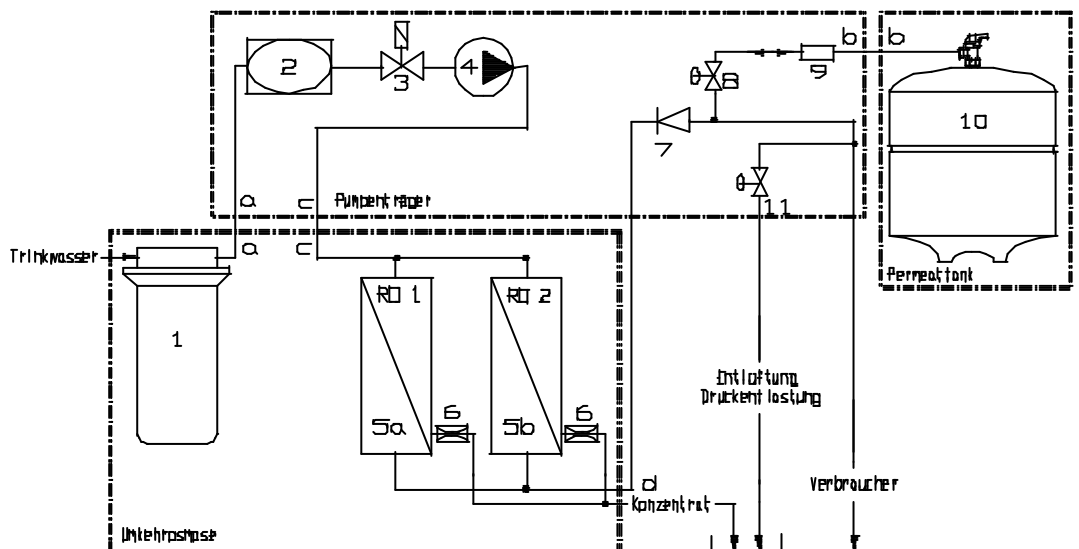 2
3
4
b
b
8
9
10
7
a
n
Pumpenträger
11
Trinkwasser
a
n
Permeattank
RO 1
RO 2
1
Entlüftung
Druckentlastung
5a
6
5b
6
d
Verbraucher
Konzentrat
Umkehrosmose